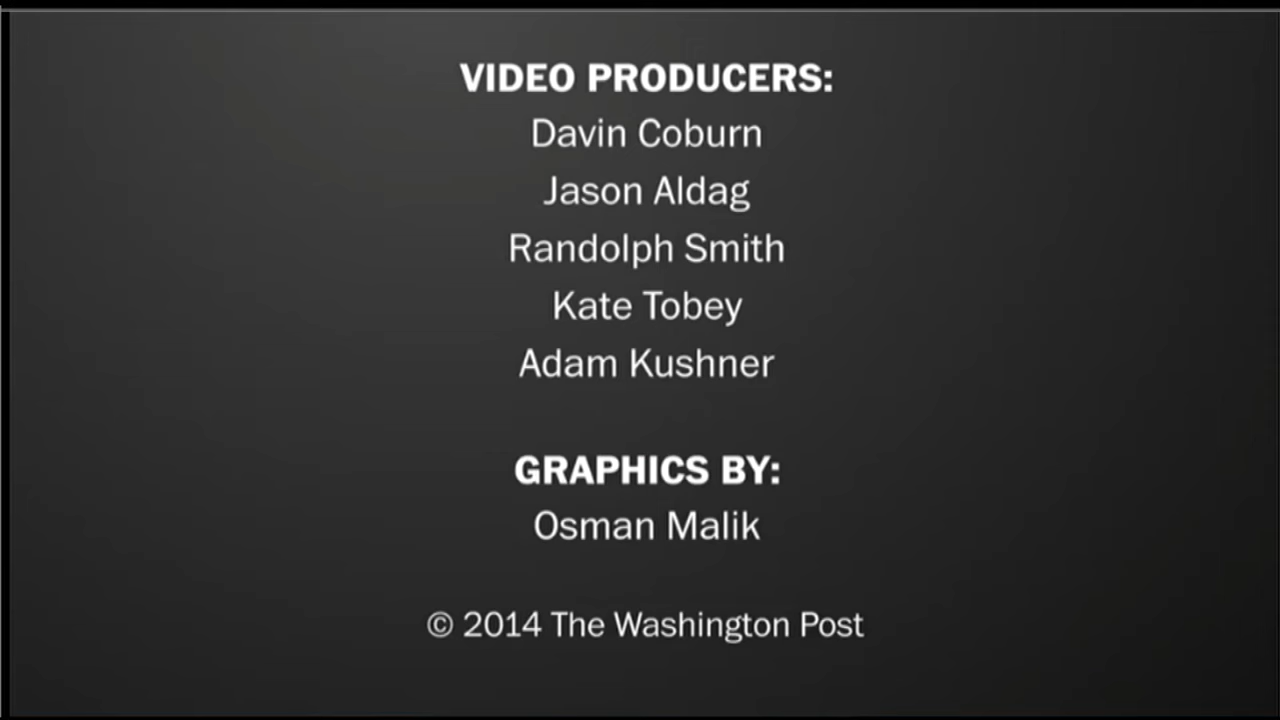 VIDEO PRODUCERS:
Davin Coburn
Jason Aldag
Randolph Smith
Kate Tobey
Adam Kushner
GRAPHICS BY:
Osman Malik
© 2014 The Washington Post